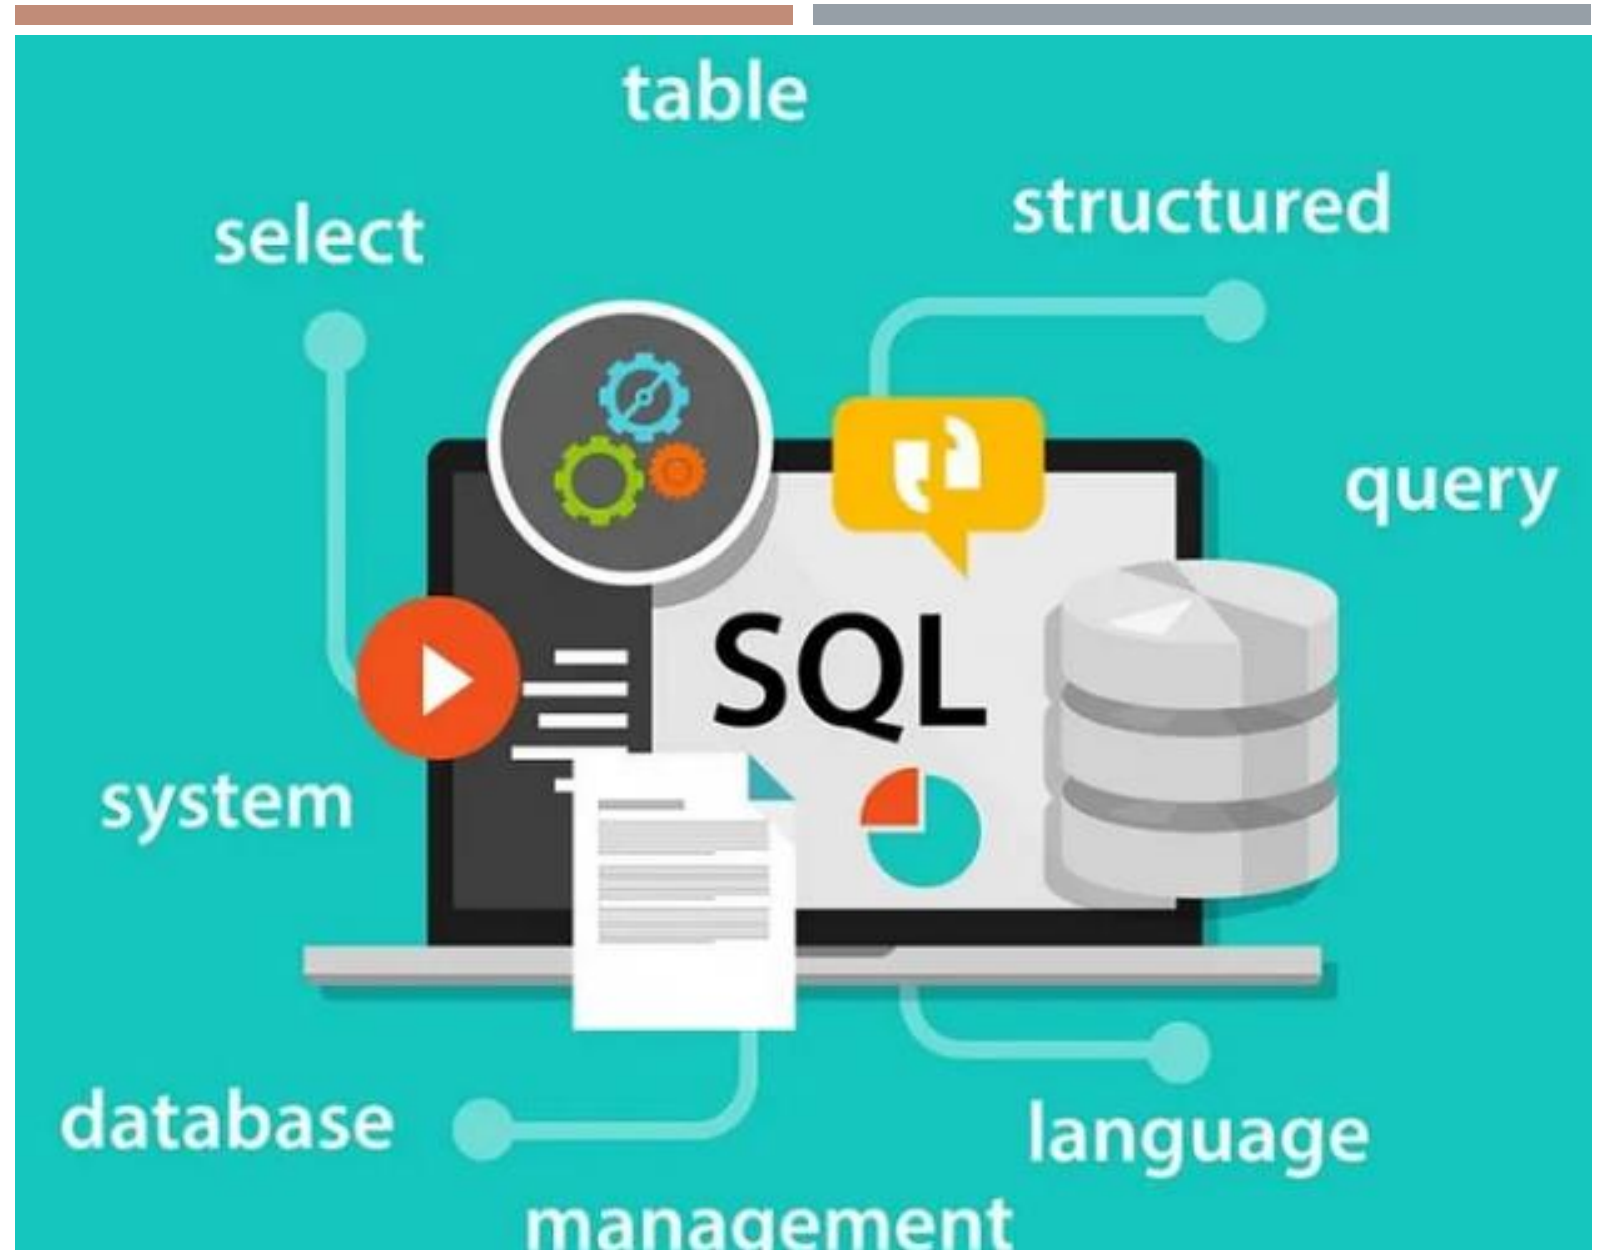 table
structured
select
query
SQL
system
database
language
management